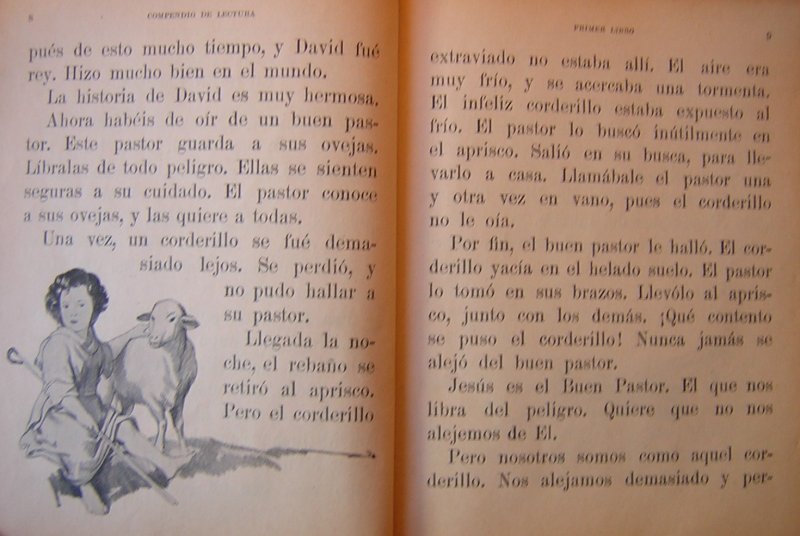 8 COMPENDIO DE LECTURA
pués de esto mucho tiempo, y David fué
rey. Hizo mucho bien en el mundo.
La historia de David es muy hermosa.
Ahora habéis de oír de un buen pas-
tor. Este pastor guarda a sus ovejas.
Líbralas de todo peligro. Ellas se sienten
seguras a su cuidado. El pastor conoce
a sus ovejas, y las quiere a todas.
Una vez, un corderillo se fué dema-
siado lejos. Se perdió, y
no pudo hallar a
su pastor.
Llegada la no-
che, el rebaño se
retiró al aprisco.
Pero el corderillo
PRIMER LIBRO 9
extraviado no estaba allí. El aire era
muy frío, y se acercaba una tormenta.
El infeliz corderillo estaba expuesto al
frío. El pastor lo buscó inútilmente en
el aprisco. Salió en su busca, para lle-
varlo a casa. Llamábale el pastor una
y otra vez en vano, pues el corderillo
no le oía.
Por fin, el buen pastor le halló. El cor-
derillo yacía en el helado suelo. El pastor
lo tomó en sus brazos. Llevólo al apris-
co, junto con los demás. ¡Qué contento
se puso el corderillo! Nunca jamás se
alejó del buen pastor.
Jesús es el Buen Pastor. El que nos
libra del peligro. Quiere que no nos
alejemos de El.
Pero nosotros somos como aquel cor-
derillo. Nos alejamos demasiado y per-